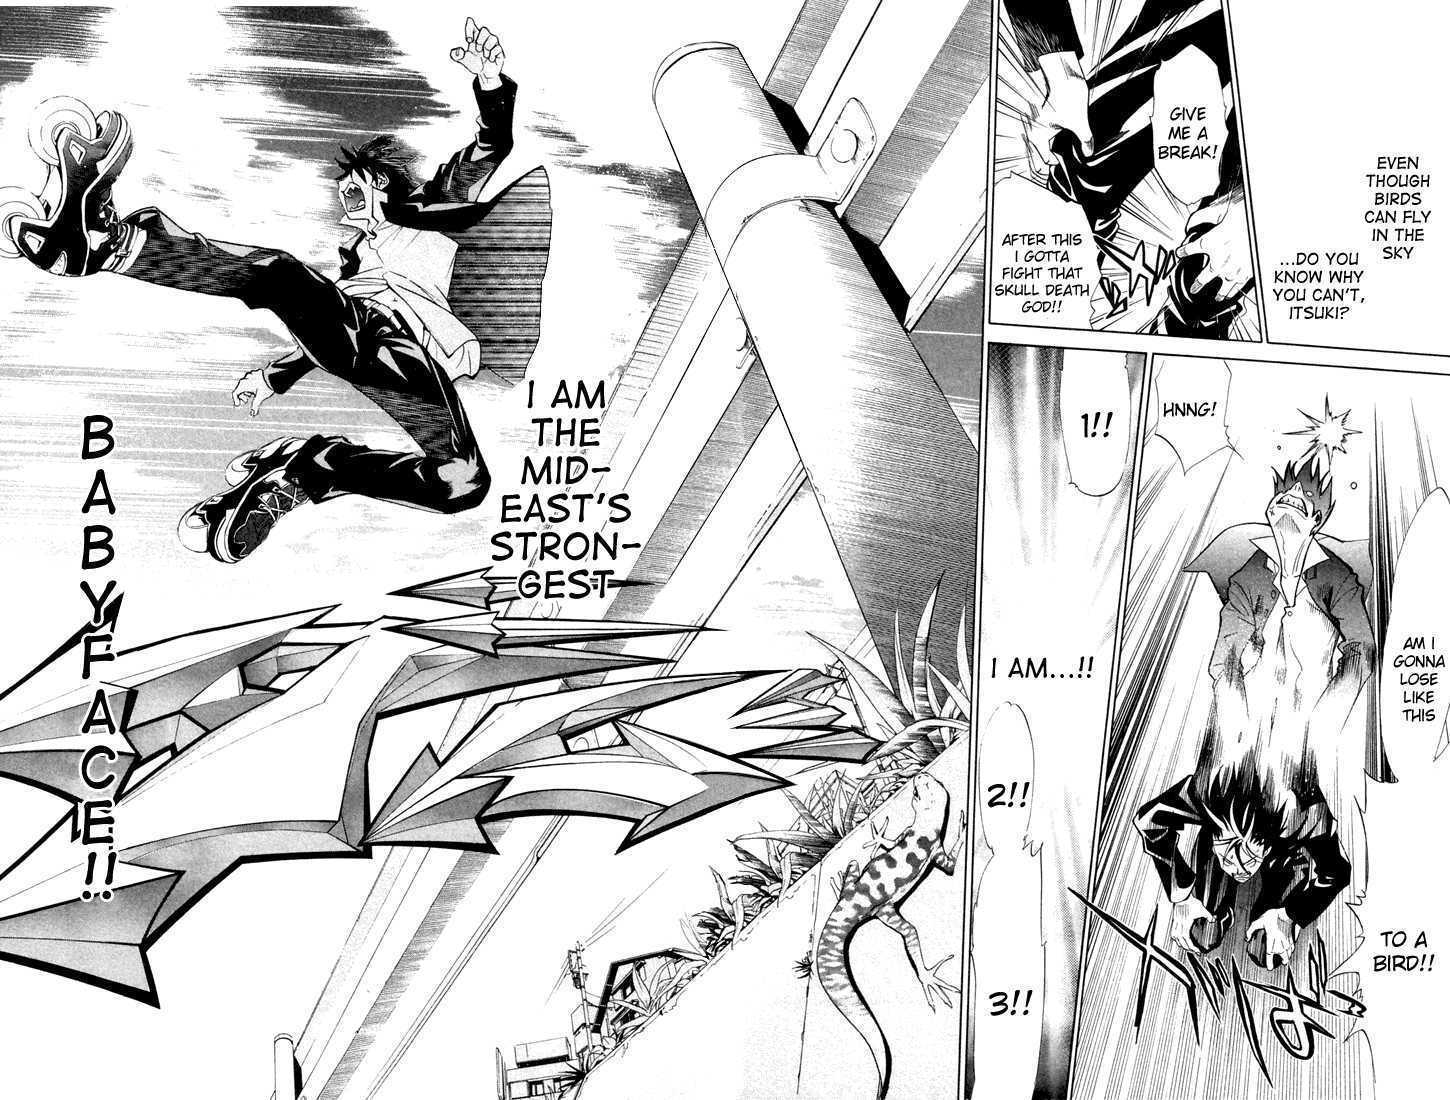 EVEN
THOUGH
BIRDS
CAN FLY
IN THE
SKY
...DO YOU
KNOW WHY
YOU CAN'T,
ITSUKI?
GIVE
ME A
BREAK!
AFTER THIS
I GOTTA
FIGHT THAT
SKULL DEATH
GOD!!
AM I
GONNA
LOSE
LIKE
THIS
TO A
BIRD!!
HNNG!
1!!
I AM...!!
2!!
3!!
I AM
THE
MID-
EAST'S
STRON-
GEST
BABYFACE!!